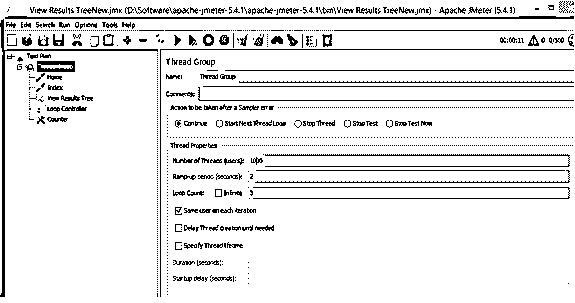 View Results TreeNew.jmx (D:\Software\apache-jmeter-5.4.1\apache-jmeter-5.4.1\bin\View Results TreeNew.jmx) - Apache JMeter (5.4.1)
File Edit Search Run Options Tools Help
00:00:11 0 0/300
Test Plan
Thread Group
Home
Index
View Results Tree
Loop Controller
Counter
Thread Group
Name: Thread Group
Comments:
Action to be taken after a Sampler error
Continue Start Next Thread Loop Stop Thread Stop Test Stop Test Now
Thread Properties
Number of Threads (users):
Ramp-up period (seconds): 2
Loop Count: Infinite 3
Same user on each iteration
Delay Thread creation until needed
Specify Thread lifetime
Duration (seconds):
Startup delay (seconds):